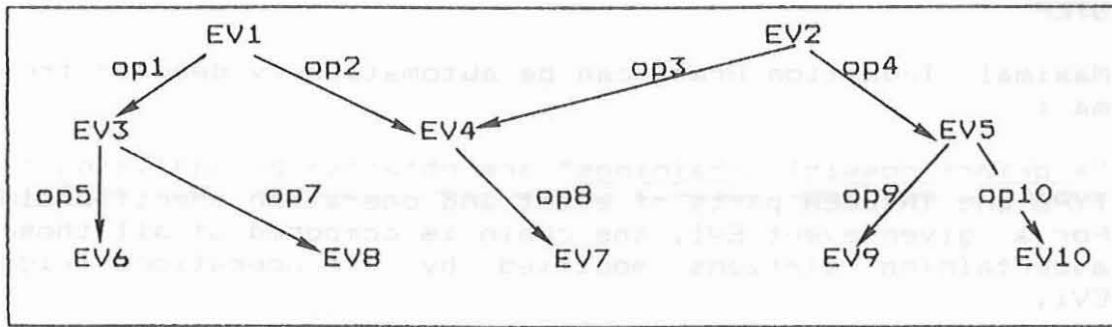 EV1 EV2
op1 op2 op3 op4
EV3 EV4 EV5
op5 op7 op8 op9 op10
EV6 EV8 EV7 EV9 EV10